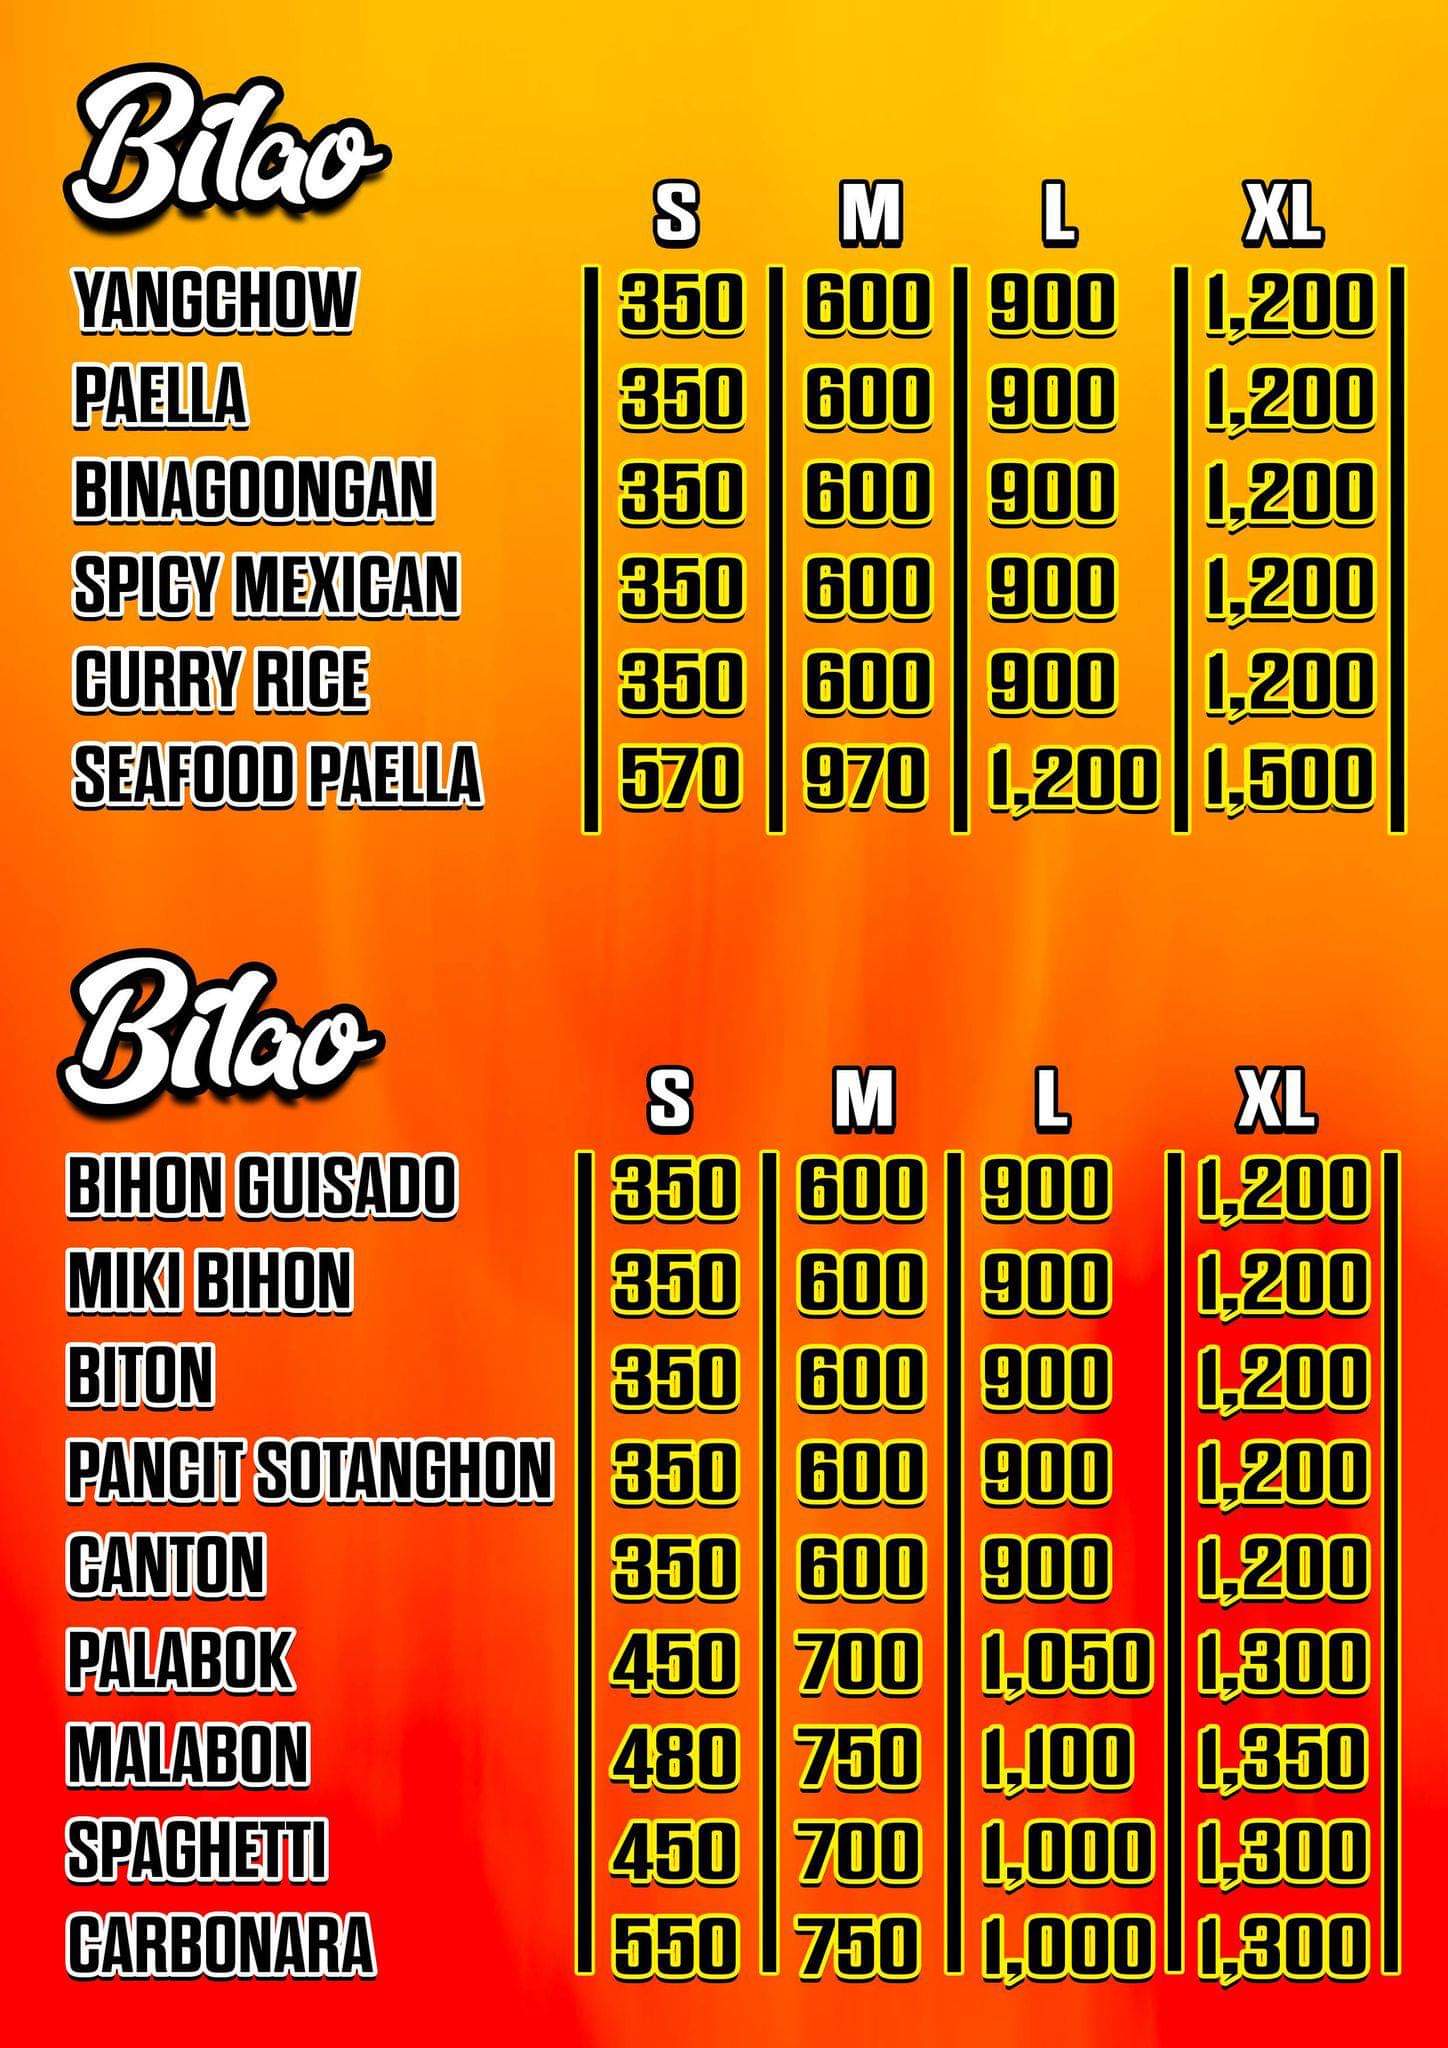 Bilao
S M L XL
YANGCHOW 350 600 900 1,200
PAELLA 350 600 900 1,200
BINAGOONGAN 350 600 900 1,200
SPICY MEXICAN 350 600 900 1,200
CURRY RICE 350 600 900 1,200
SEAFOOD PAELLA 570 970 1,200 1,500
Bilao
S M L XL
BIHON GUISADO 350 600 900 1,200
MIKI BIHON 350 600 900 1,200
BITON 350 600 900 1,200
PANCIT SOTANGHON 350 600 900 1,200
CANTON 350 600 900 1,200
PALABOK 450 700 1,050 1,300
MALABON 480 750 1,100 1,350
SPAGHETTI 450 700 1,000 1,300
CARBONARA 550 750 1,000 1,300